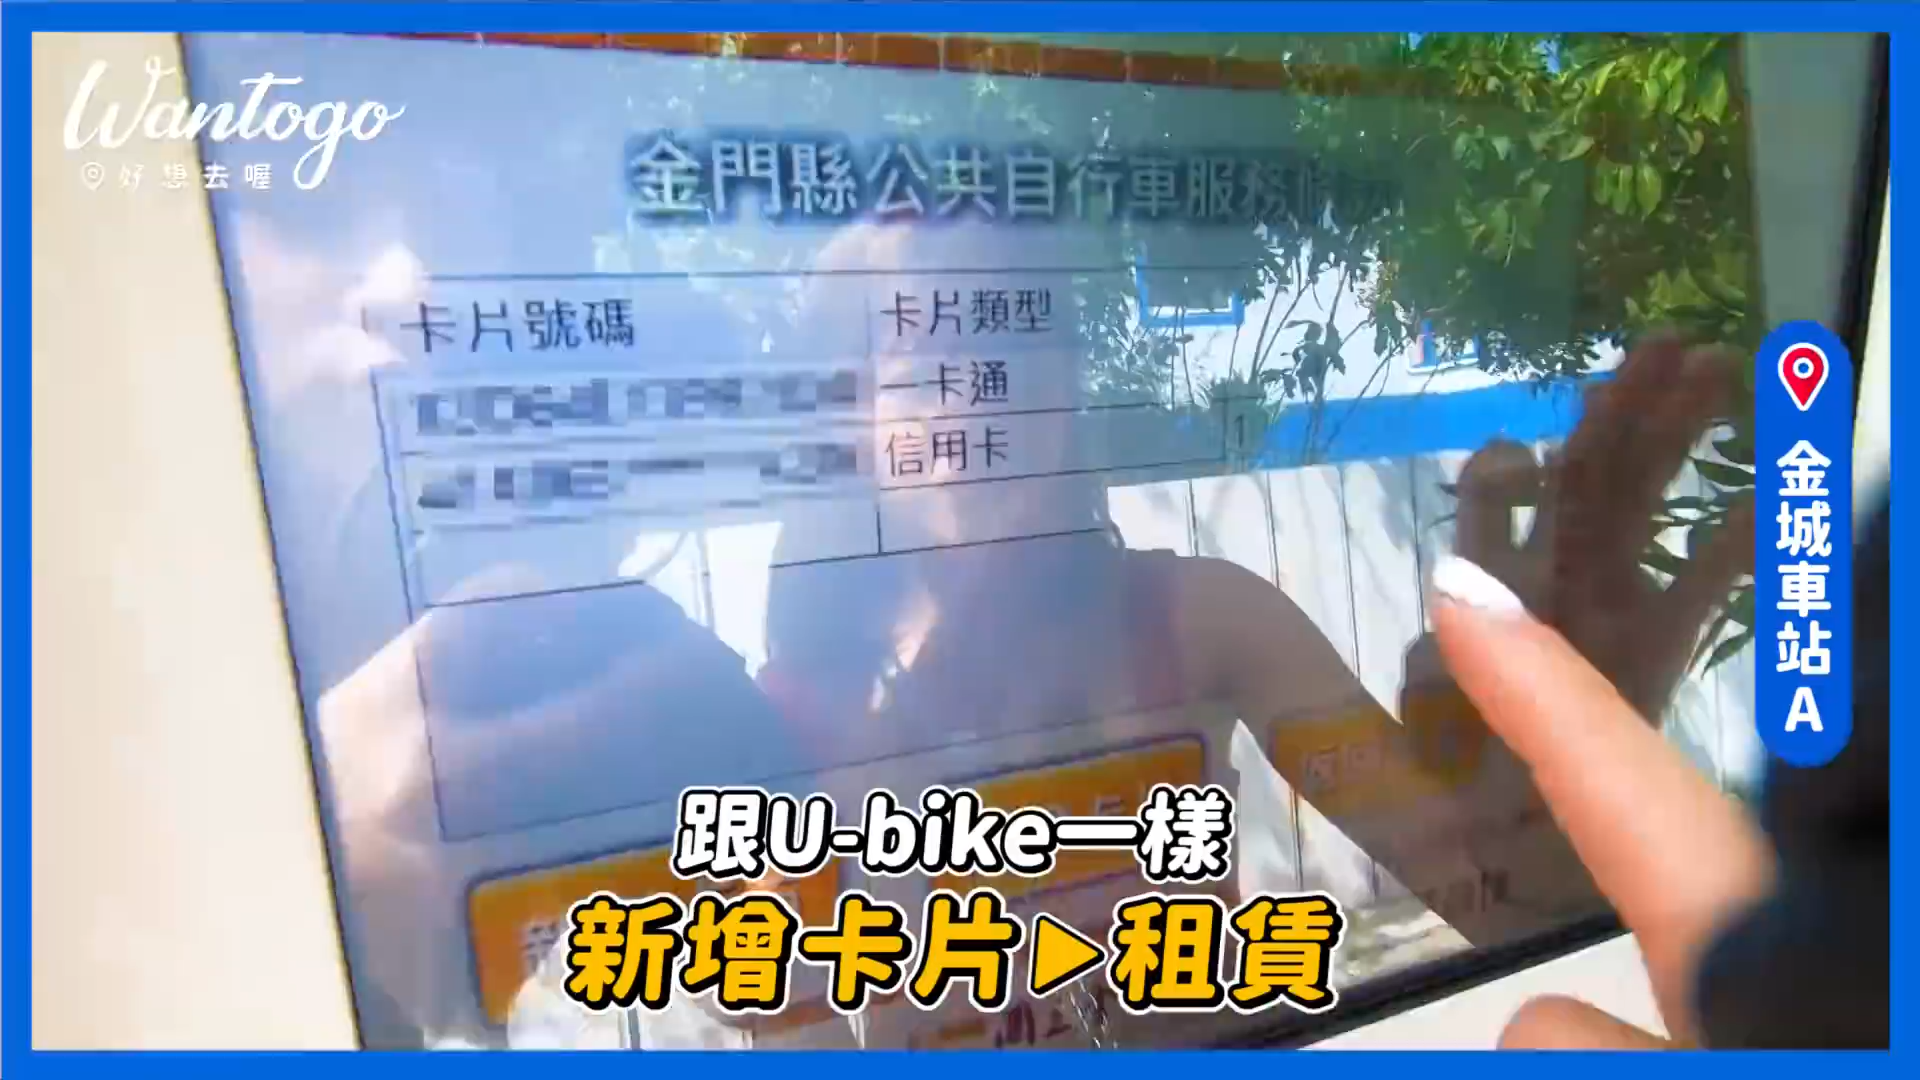 Wantogo
好想去喔
金門縣公共自行車服務
卡片號碼
卡片類型
一卡通
信用卡
金城車站A
跟U-bike一樣
新增卡片▶租賃